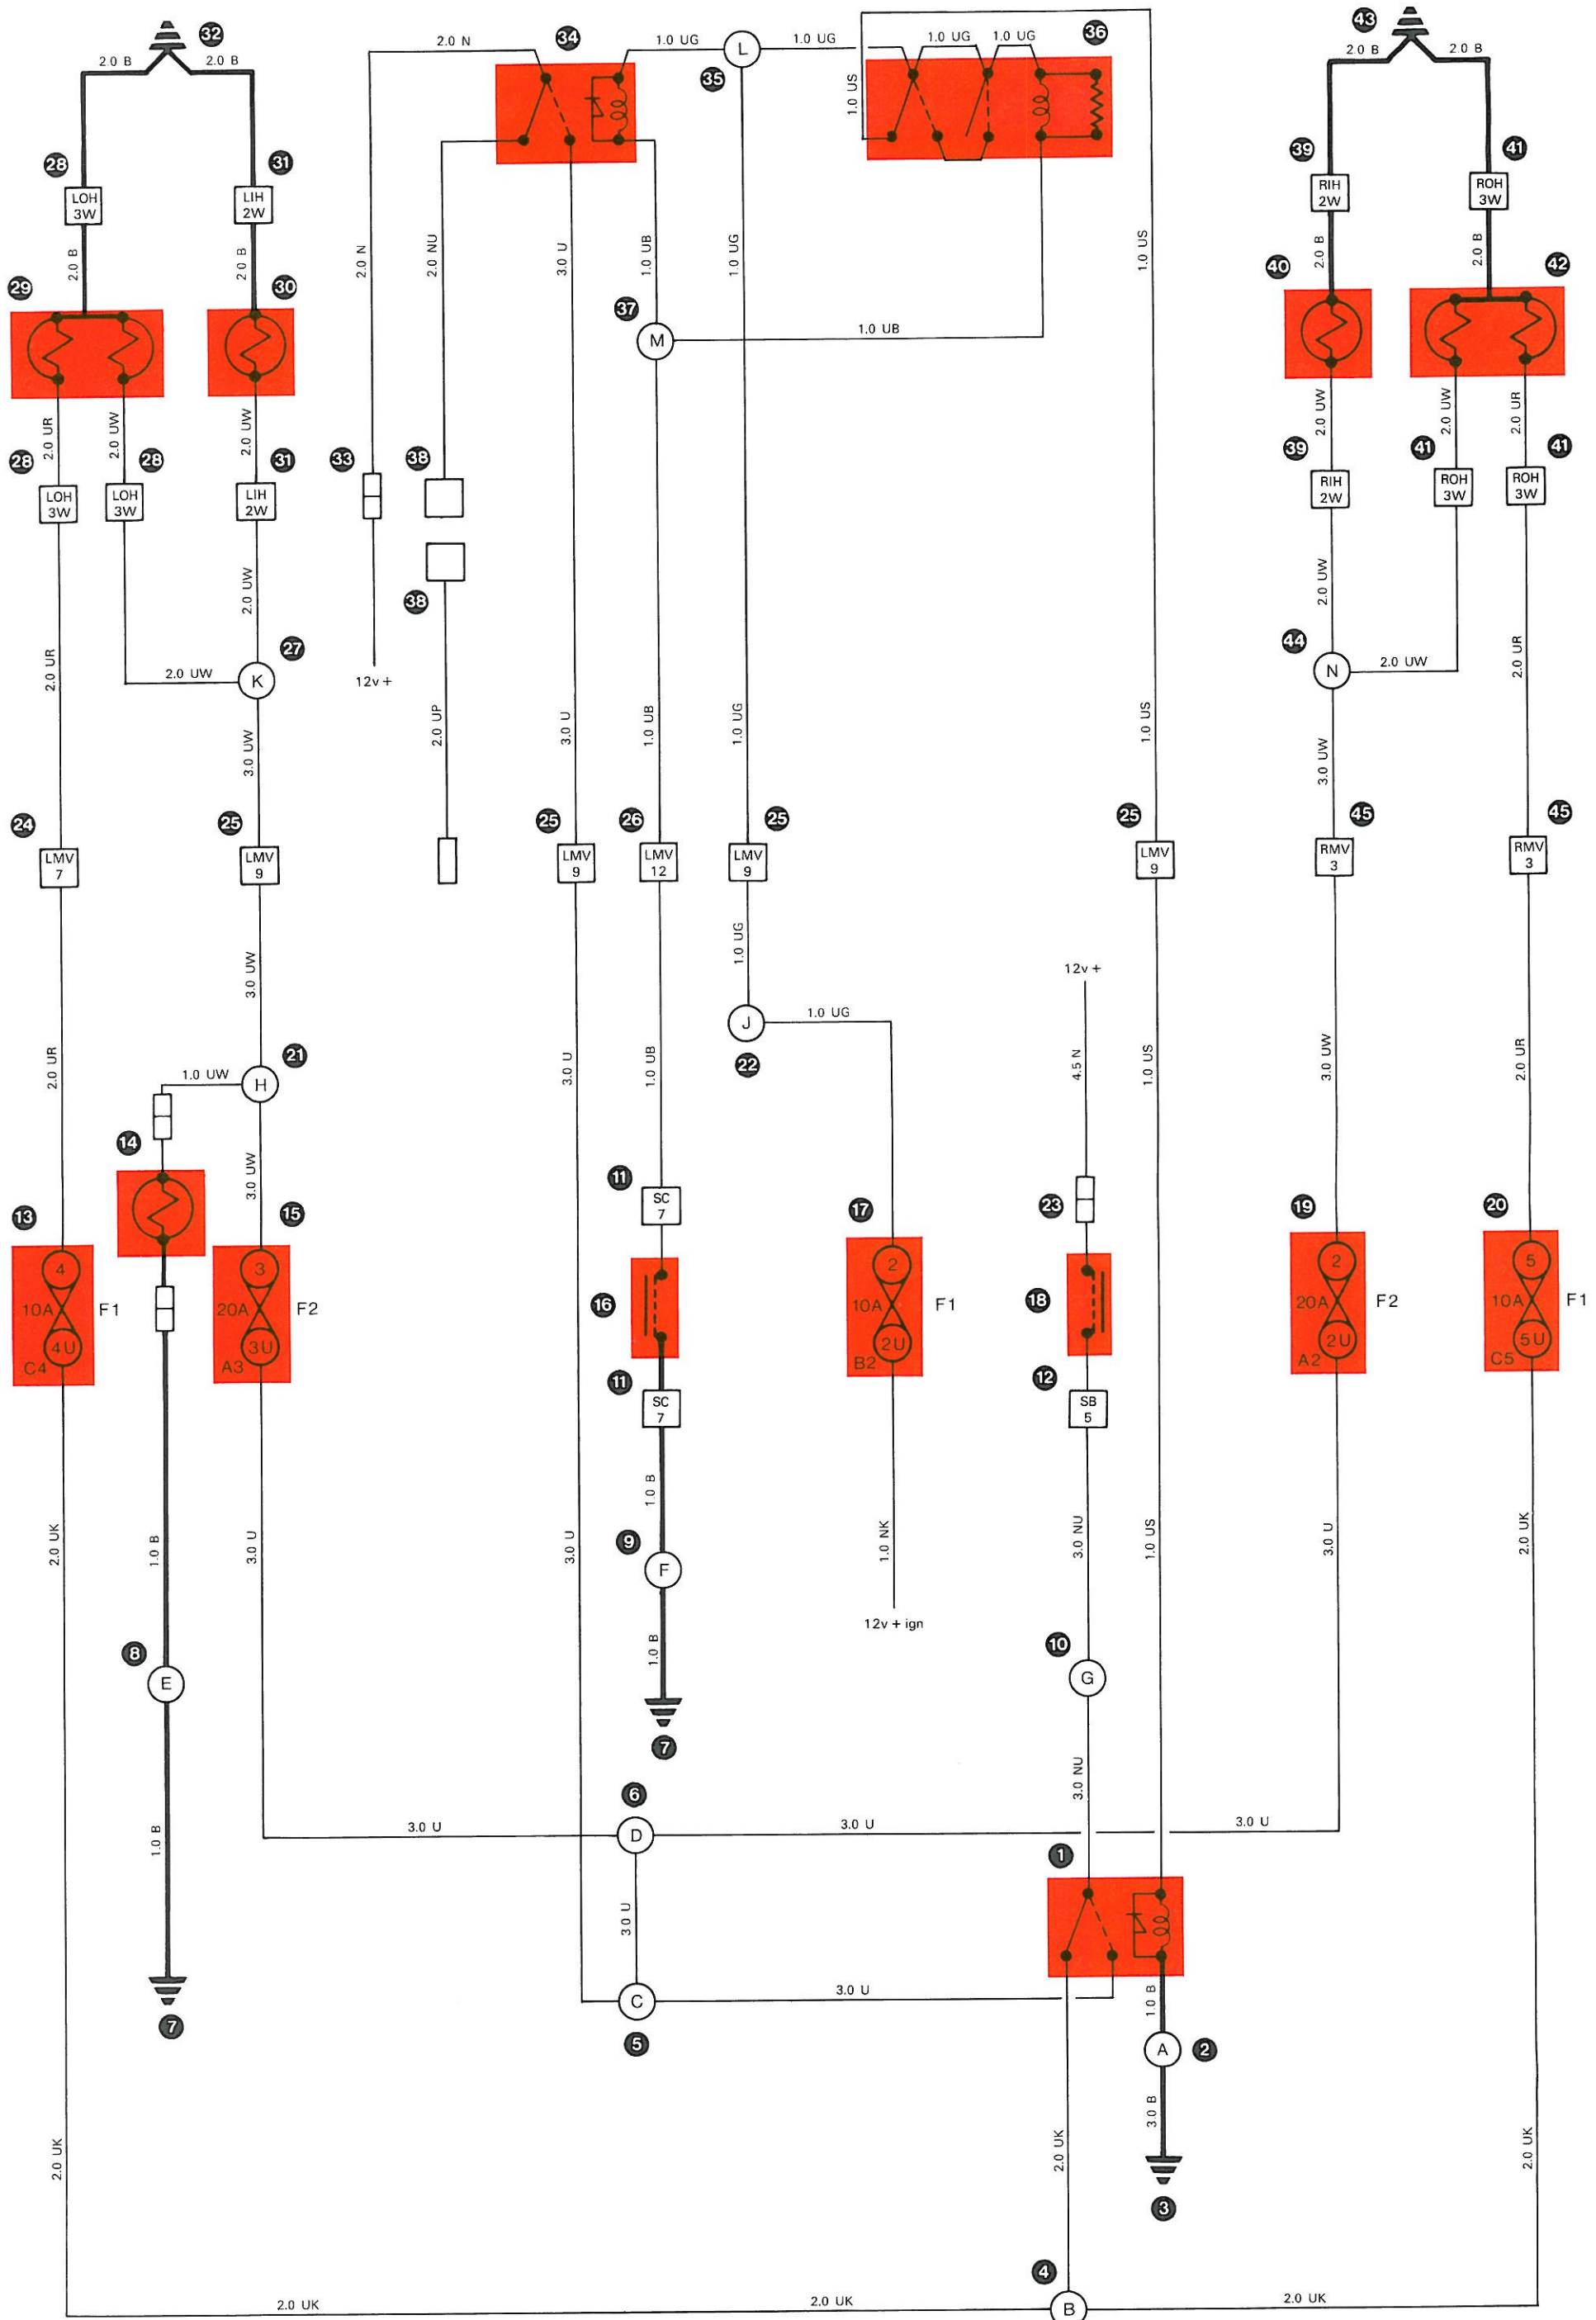 32
34
36
43
2.0 N
1.0 UG
L
1.0 UG
1.0 UG
1.0 UG
2.0 B
2.0 B
2.0 B
2.0 B
35
1.0 US
28
31
39
41
LOH
3W
LIH
2W
RIH
2W
ROH
3W
2.0 B
2.0 B
2.0 N
2.0 NU
3.0 U
1.0 UB
1.0 UG
1.0 US
2.0 B
2.0 B
29
30
37
40
42
M
1.0 UB
2.0 UR
2.0 UW
2.0 UW
2.0 UW
2.0 UW
2.0 UR
28
28
31
33
38
39
41
41
LOH
3W
LOH
3W
LIH
2W
RIH
2W
ROH
3W
ROH
3W
2.0 UW
38
2.0 UW
27
44
2.0 UR
2.0 UW
K
12v +
N
2.0 UW
2.0 UR
3.0 UW
2.0 UP
3.0 U
1.0 UB
1.0 UG
1.0 US
3.0 UW
24
25
25
26
25
25
45
45
LMV
7
LMV
9
LMV
9
LMV
12
LMV
9
LMV
9
RMV
3
RMV
3
3.0 UW
1.0 UG
12v +
J
1.0 UG
22
2.0 UR
1.0 UW
H
21
3.0 U
1.0 UB
4.5 N
1.0 US
3.0 UW
2.0 UR
14
3.0 UW
11
SC
7
13
15
17
23
19
20
4
10A
4U
C4
F1
3
20A
3U
A3
F2
16
2
10A
2U
B2
F1
18
2
20A
2U
A2
F2
5
10A
5U
C5
F1
11
SC
7
12
SB
5
1.0 B
2.0 UK
1.0 B
3.0 U
3.0 U
9
F
1.0 NK
3.0 NU
1.0 US
3.0 U
2.0 UK
12v + ign
8
E
1.0 B
10
G
7
3.0 NU
6
1.0 B
3.0 U
D
3.0 U
3.0 U
1
3.0 U
C
3.0 U
1.0 B
7
5
A
2
2.0 UK
2.0 UK
3.0 B
2.0 UK
3
4
2.0 UK
2.0 UK
B
2.0 UK